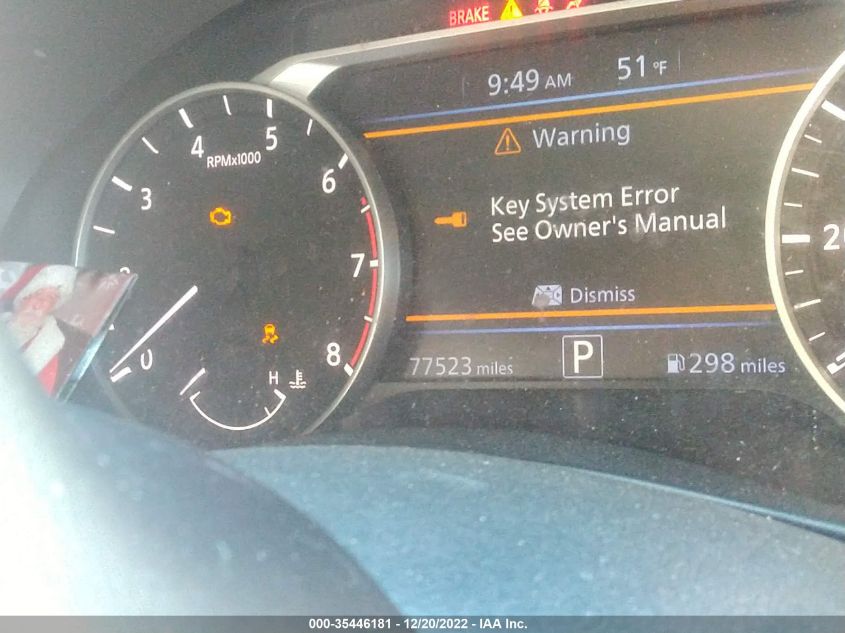 BRAKE
9:49 AM 51 °F
Warning
Key System Error
See Owner's Manual
Dismiss
77523 miles P 298 miles
RPMx1000
0
3
4
5
6
7
8
H
20
000-35446181 - 12/20/2022 - IAA Inc.